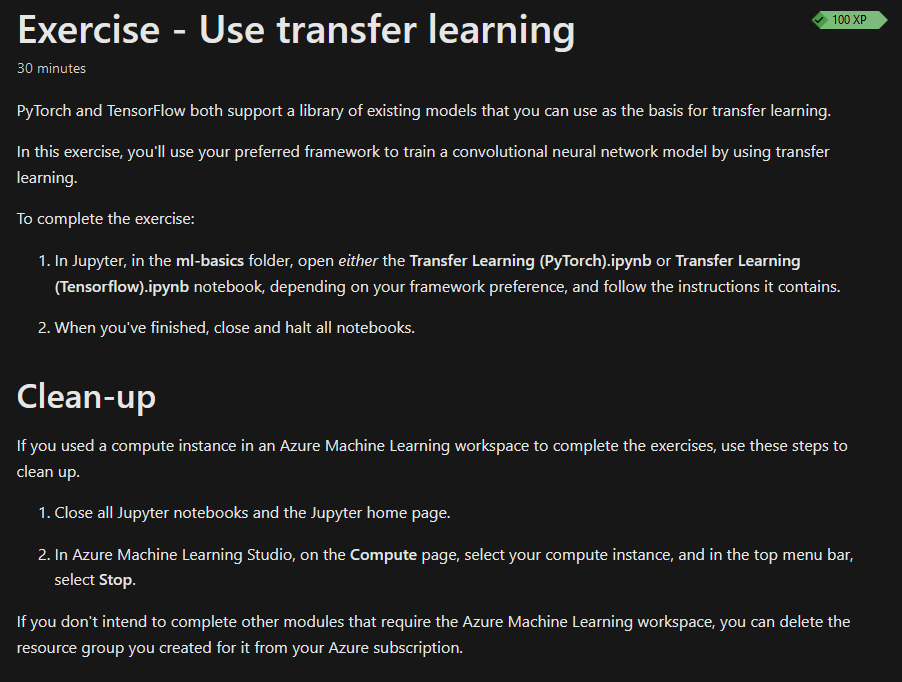 Exercise - Use transfer learning
100 XP
30 minutes
PyTorch and TensorFlow both support a library of existing models that you can use as the basis for transfer learning.
In this exercise, you'll use your preferred framework to train a convolutional neural network model by using transfer
learning.
To complete the exercise:
1. In Jupyter, in the ml-basics folder, open either the Transfer Learning (PyTorch).ipynb or Transfer Learning
(Tensorflow).ipynb notebook, depending on your framework preference, and follow the instructions it contains.
2. When you've finished, close and halt all notebooks.
Clean-up
If you used a compute instance in an Azure Machine Learning workspace to complete the exercises, use these steps to
clean up.
1. Close all Jupyter notebooks and the Jupyter home page.
2. In Azure Machine Learning Studio, on the Compute page, select your compute instance, and in the top menu bar,
select Stop.
If you don't intend to complete other modules that require the Azure Machine Learning workspace, you can delete the
resource group you created for it from your Azure subscription.